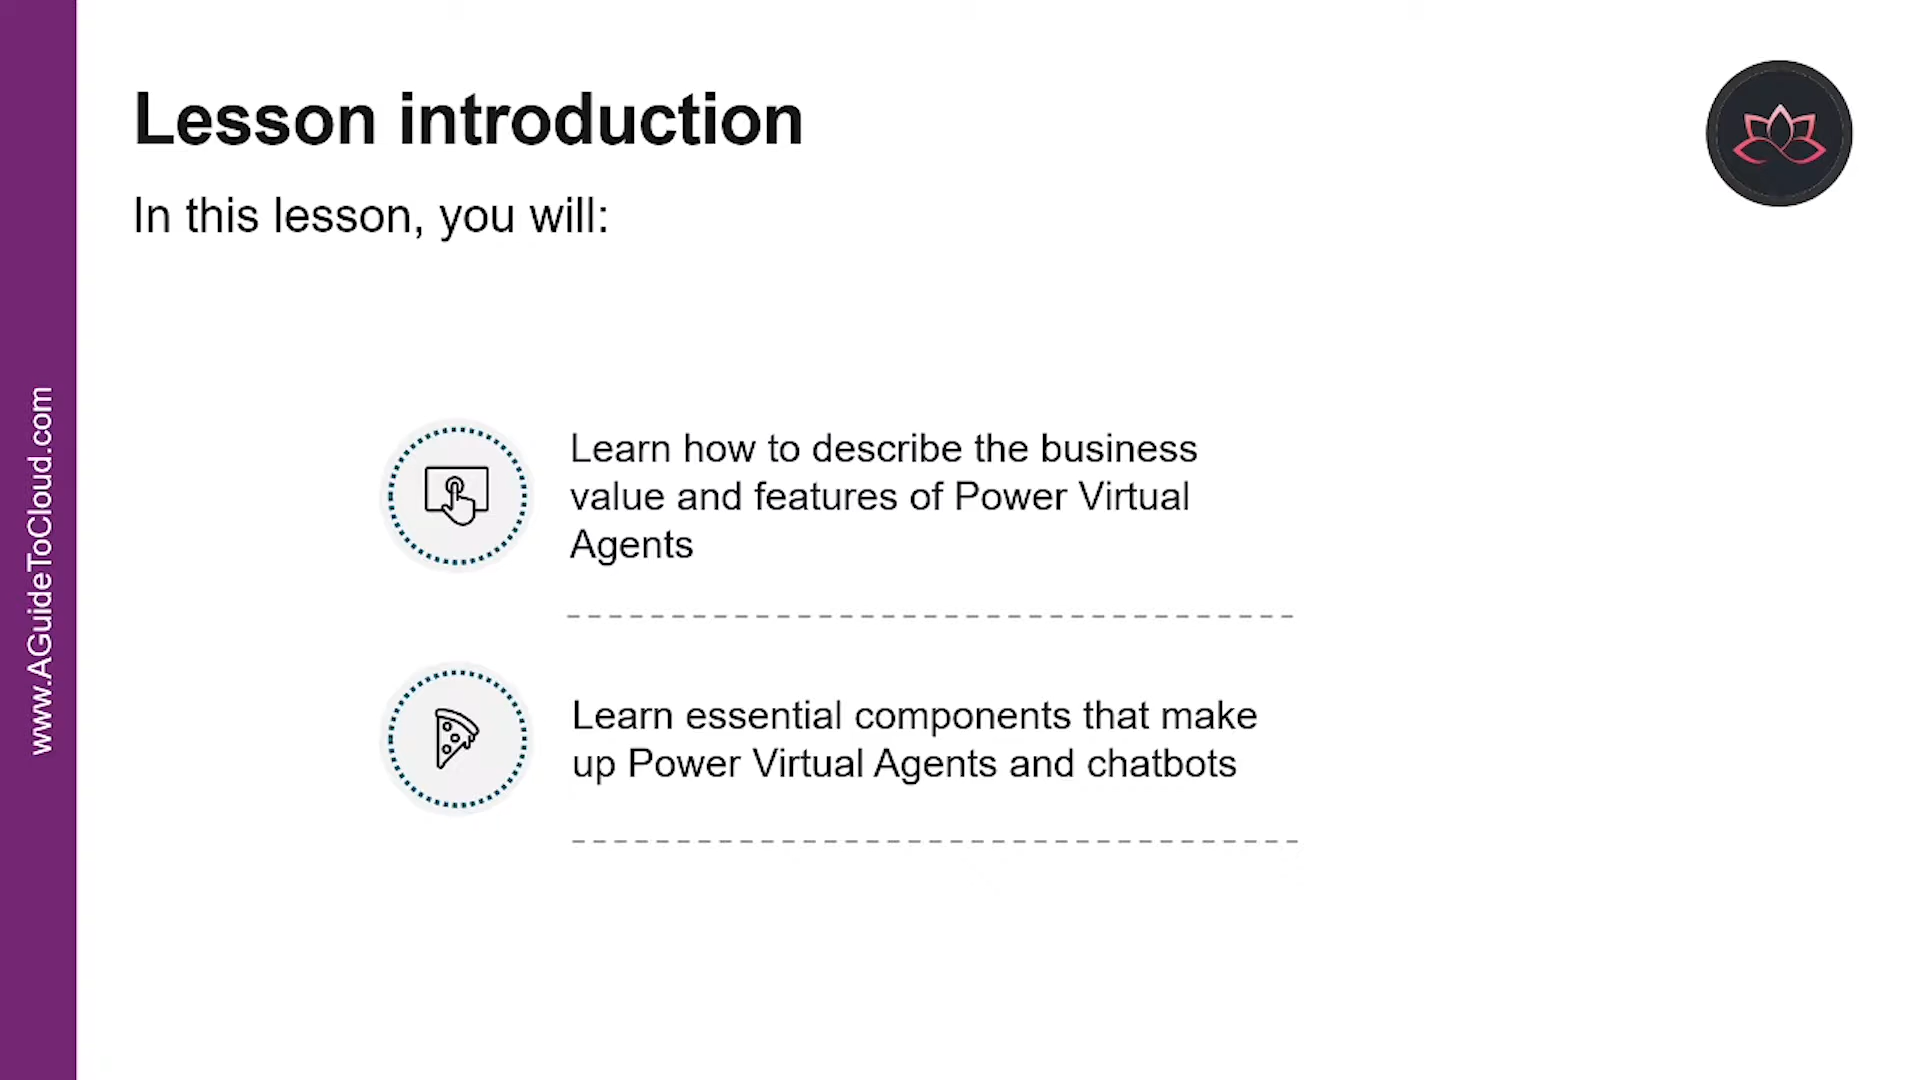 Lesson introduction
In this lesson, you will:
Learn how to describe the business
value and features of Power Virtual
Agents
Learn essential components that make
up Power Virtual Agents and chatbots
www.AGuideToCloud.com